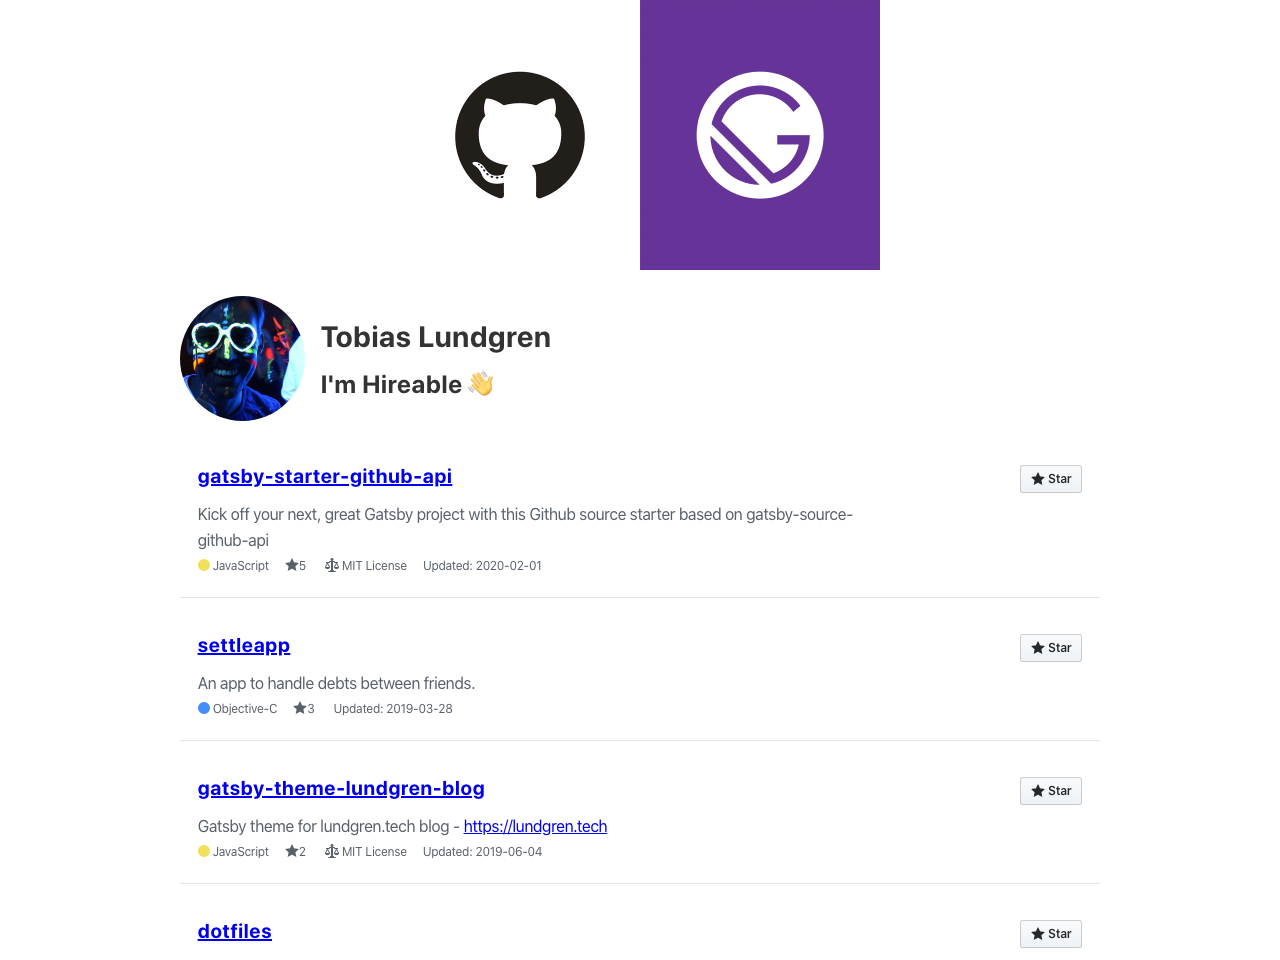 Tobias Lundgren
I'm Hireable 👋
gatsby-starter-github-api
Star
Kick off your next, great Gatsby project with this Github source starter based on gatsby-source-
github-api
JavaScript 5 MIT License Updated: 2020-02-01
settleapp
Star
An app to handle debts between friends.
Objective-C 3 Updated: 2019-03-28
gatsby-theme-lundgren-blog
Star
Gatsby theme for lundgren.tech blog - https://lundgren.tech
JavaScript 2 MIT License Updated: 2019-06-04
dotfiles
Star